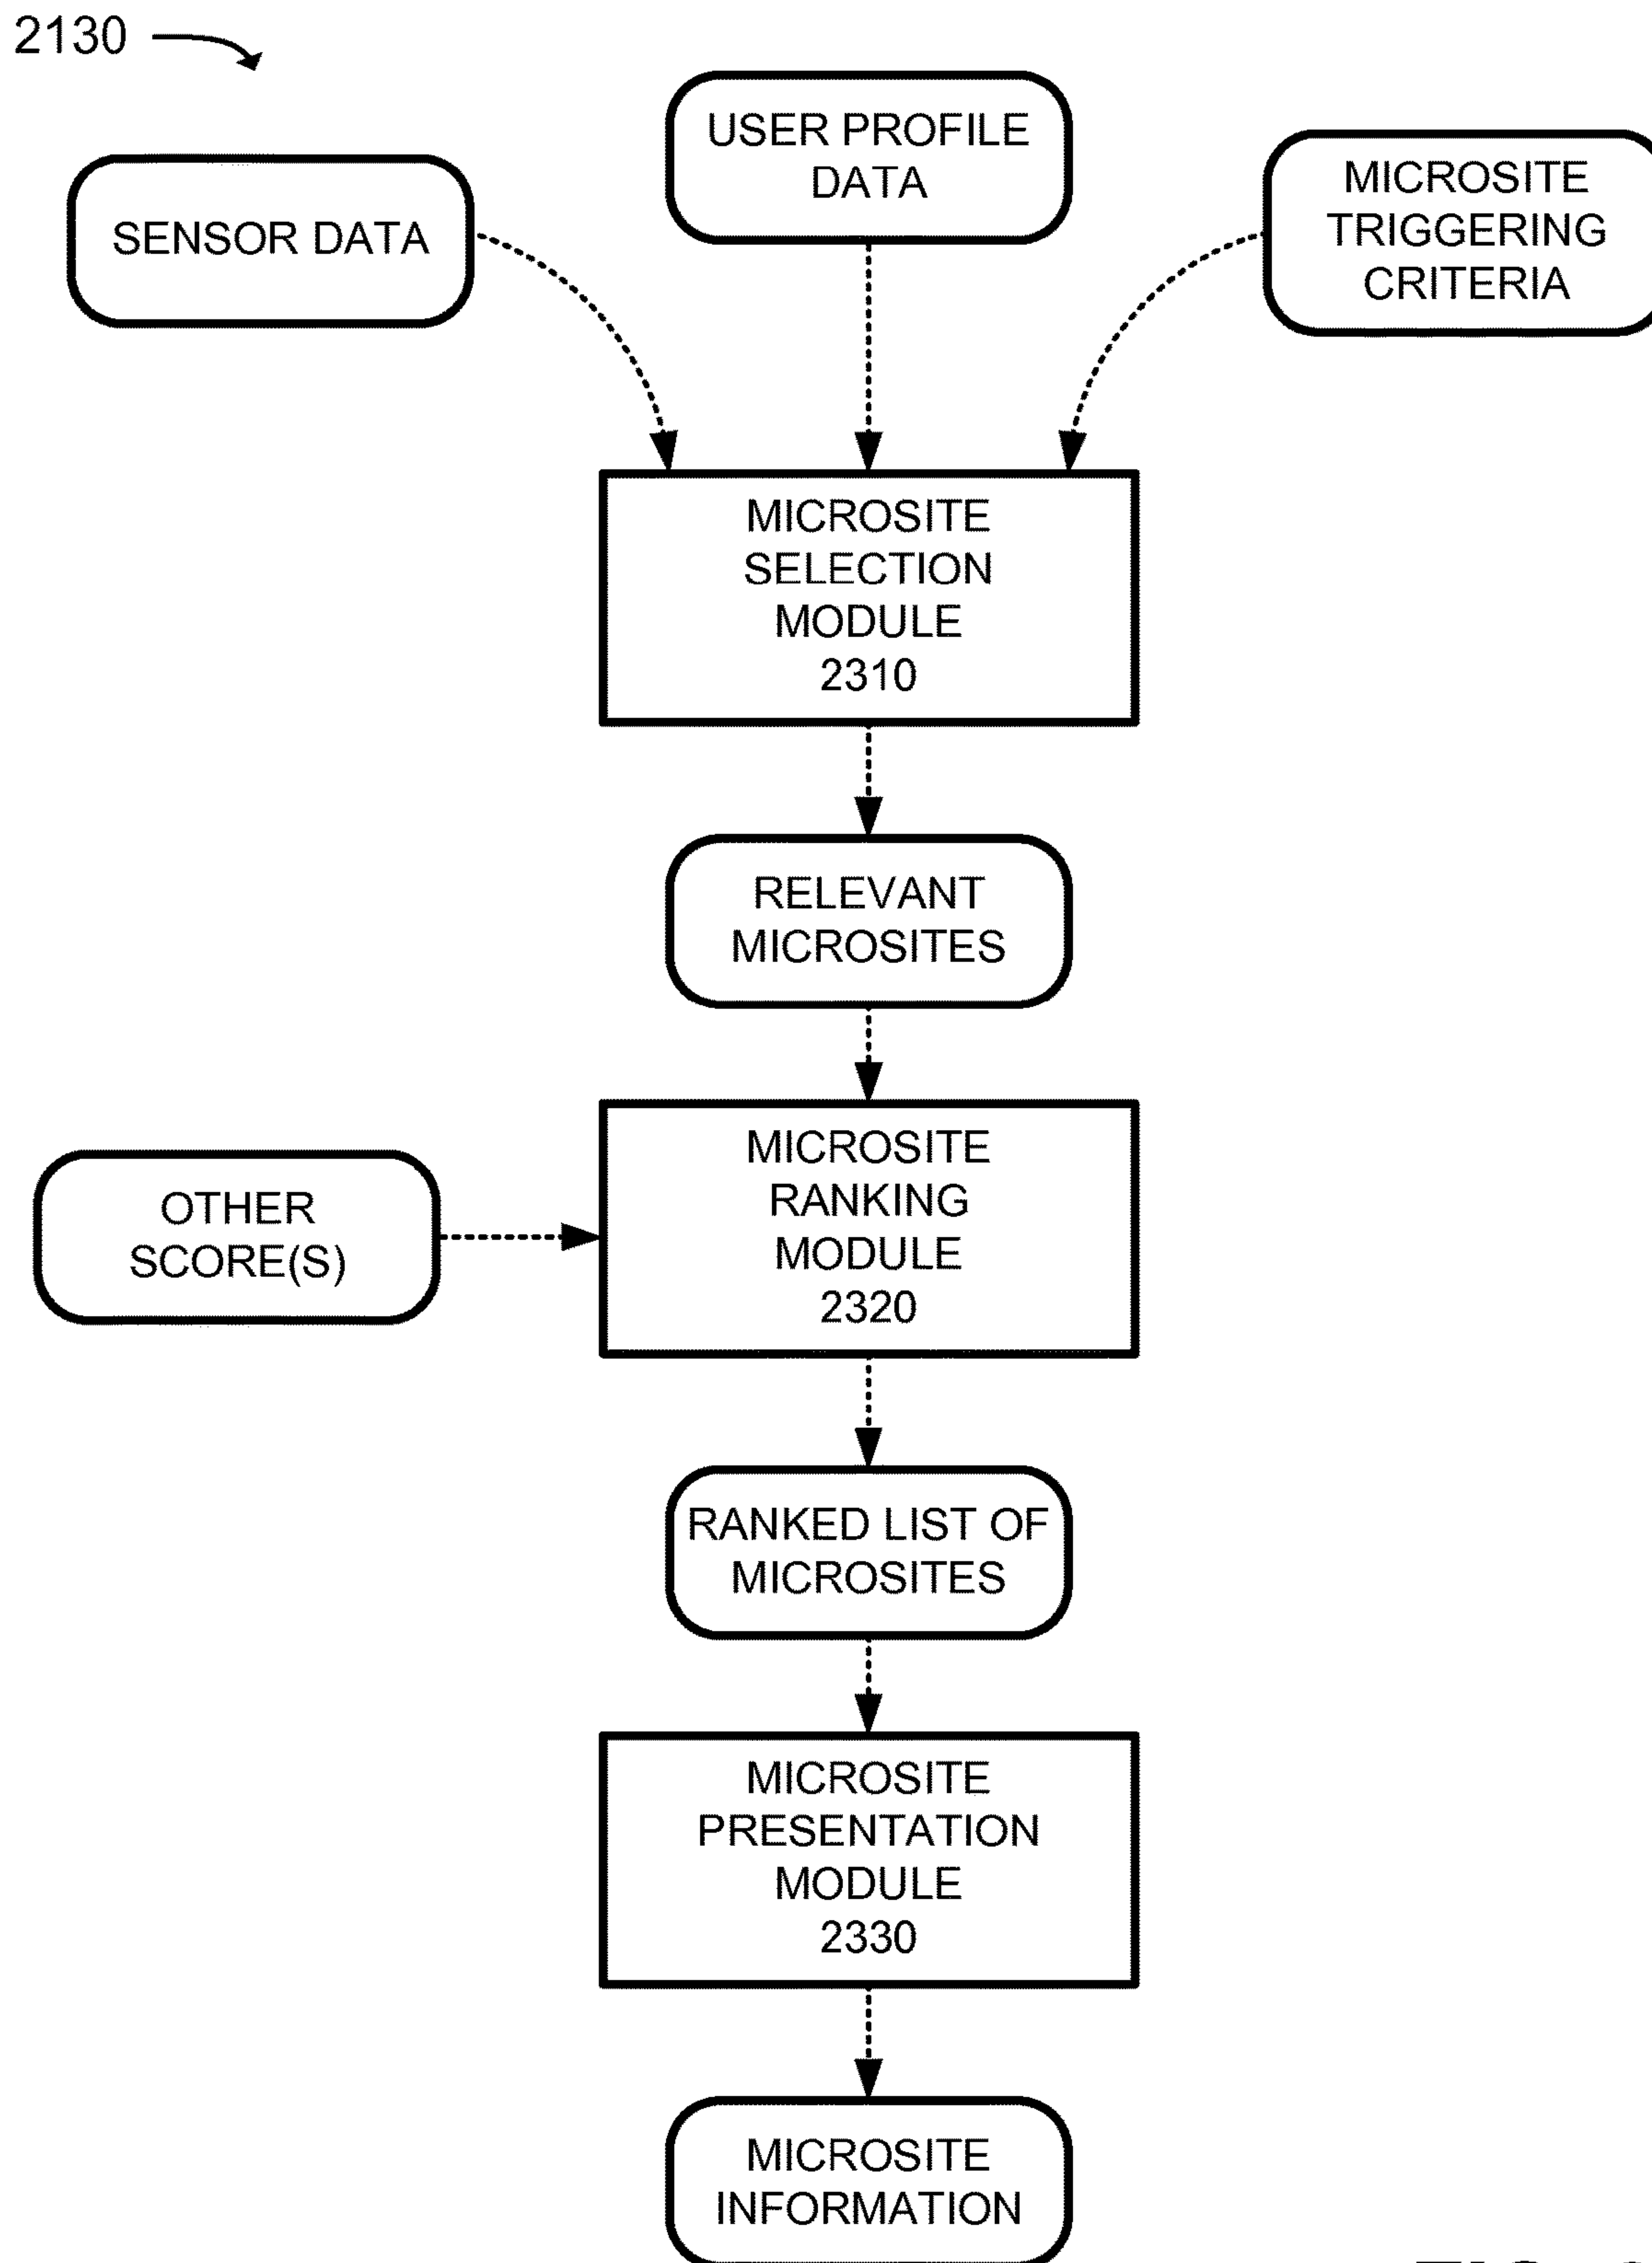 2130
USER PROFILE
DATA
SENSOR DATA
MICROSITE
TRIGGERING
CRITERIA
MICROSITE
SELECTION
MODULE
2310
RELEVANT
MICROSITES
OTHER
SCORE(S)
MICROSITE
RANKING
MODULE
2320
RANKED LIST OF
MICROSITES
MICROSITE
PRESENTATION
MODULE
2330
MICROSITE
INFORMATION